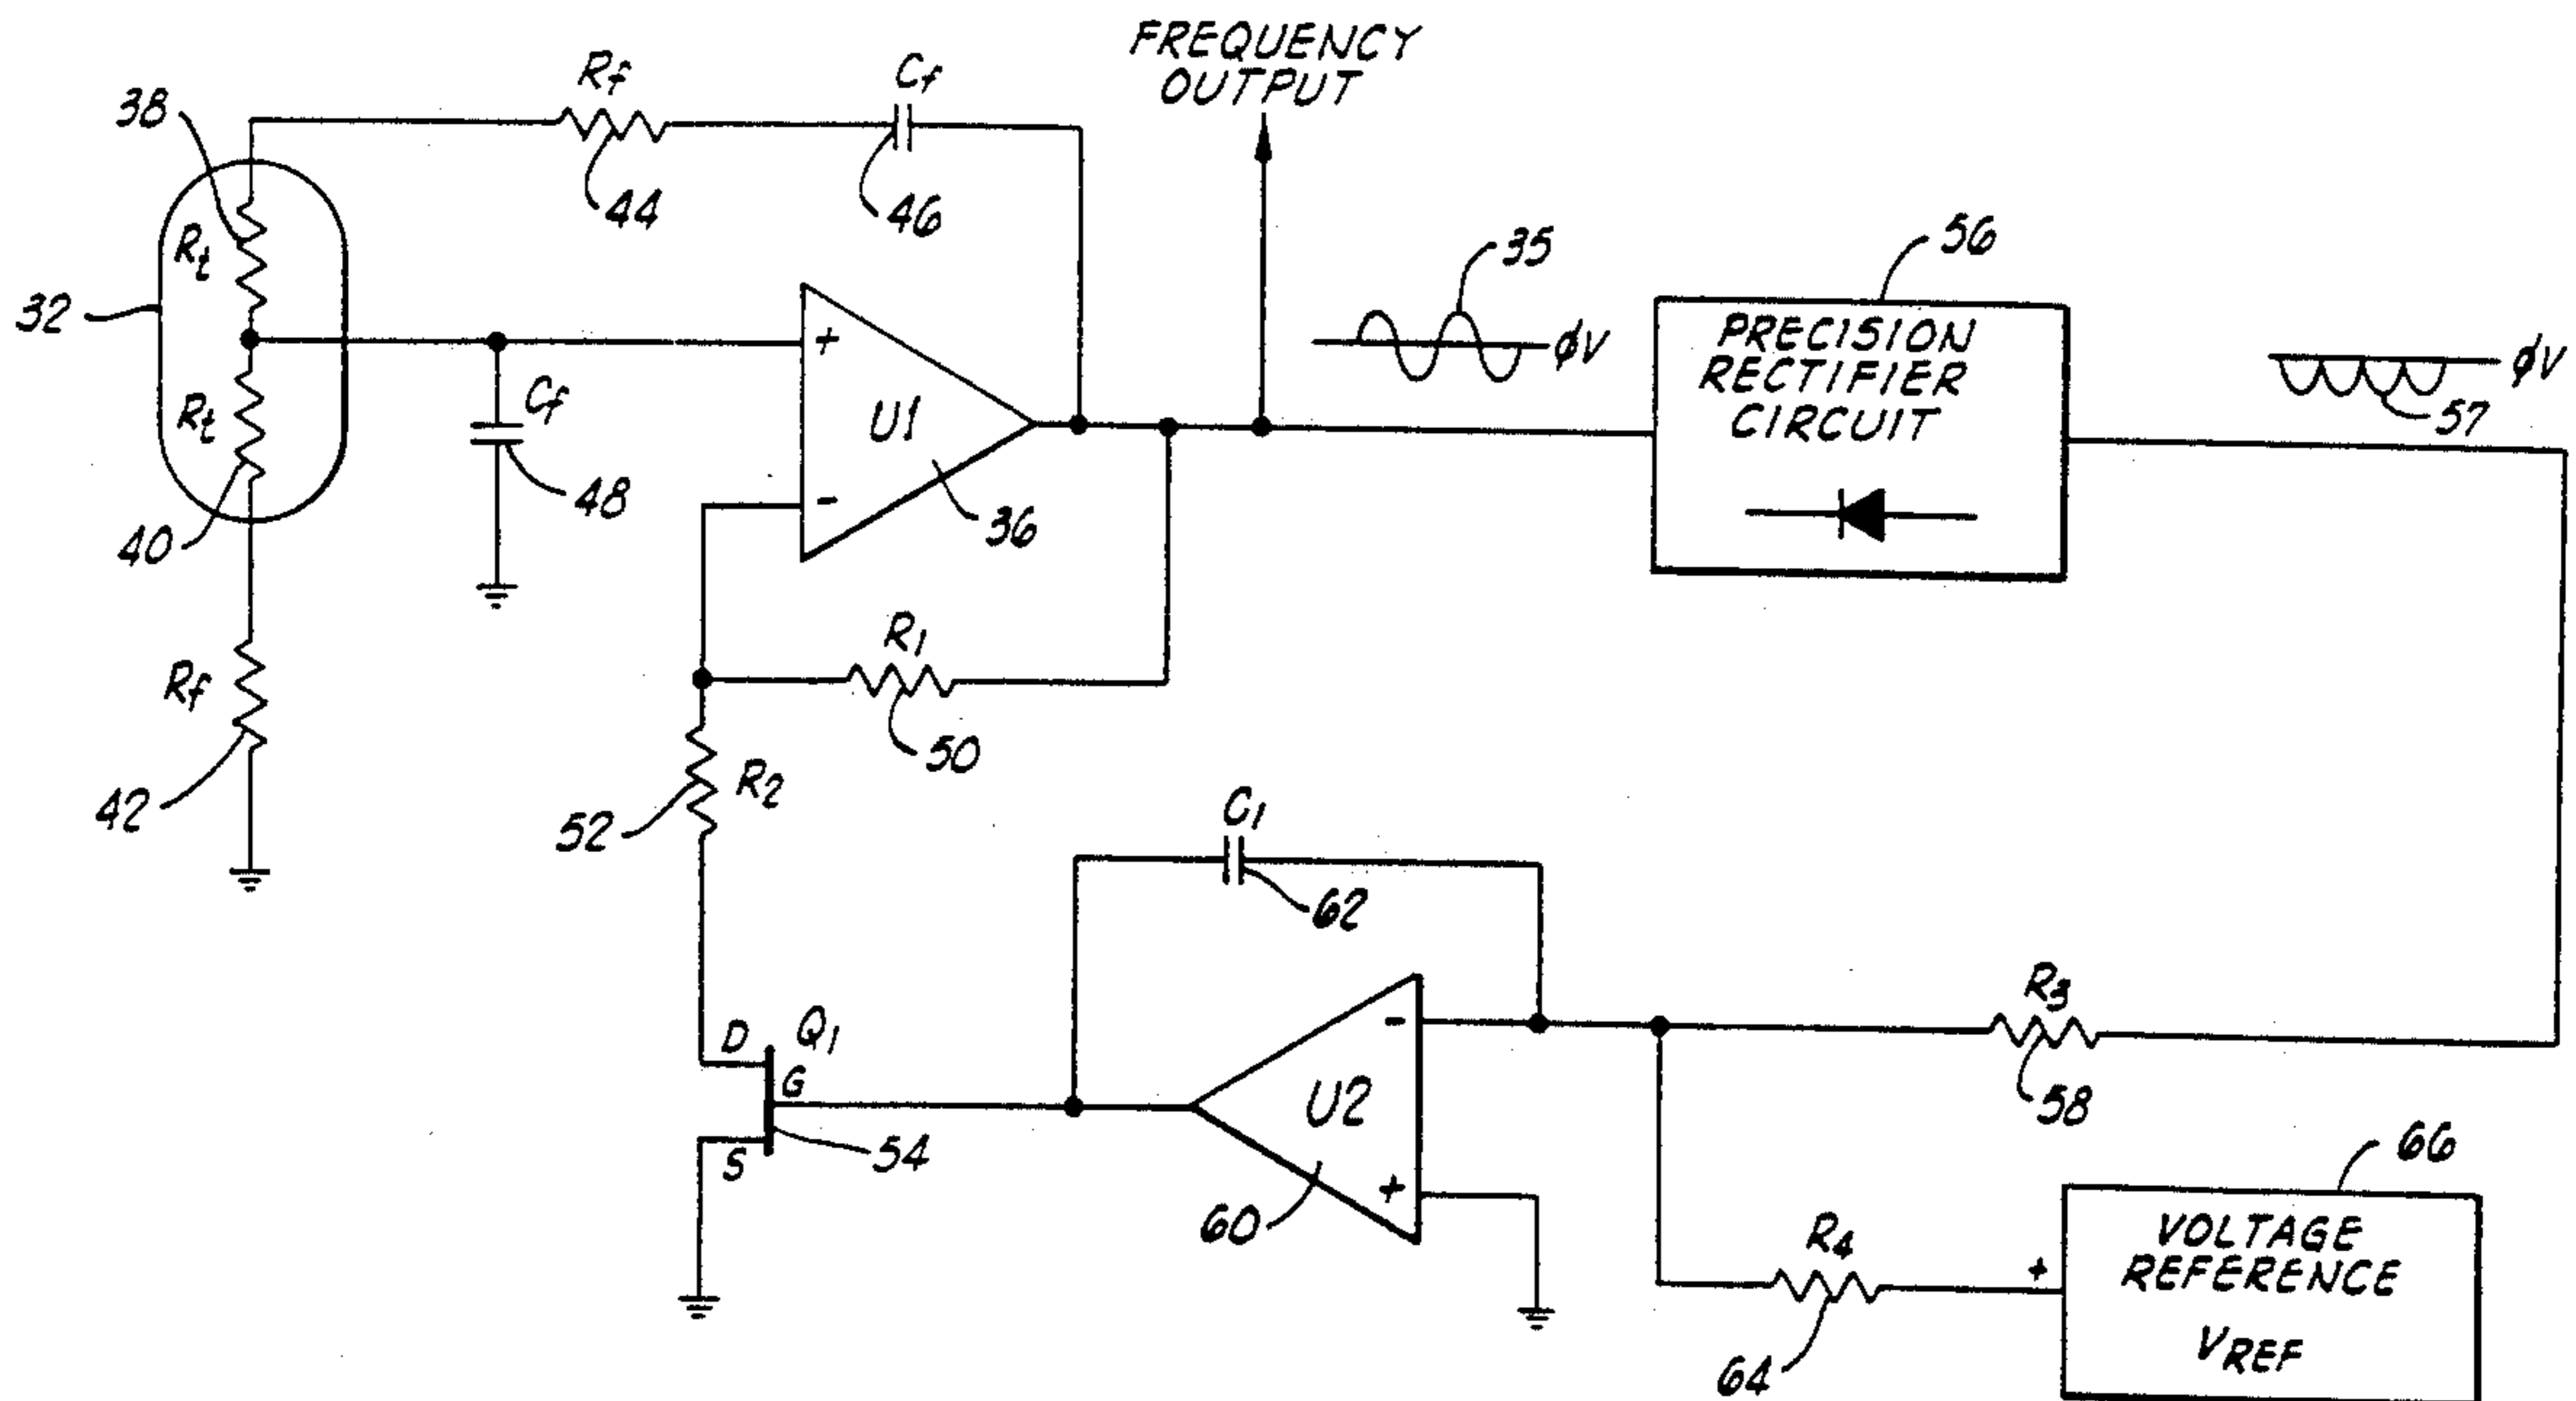 FREQUENCY
OUTPUT
Rf
Cf
38
44
46
35
56
Rt
32
+
ϕV
PRECISION
RECTIFIER
CIRCUIT
ϕV
57
Rt
Cf
U1
48
-
36
40
Rf
R1
50
42
R2
52
C1
62
D
Q1
G
S
54
-
U2
+
60
R3
58
66
R4
+
64
VOLTAGE
REFERENCE
VREF